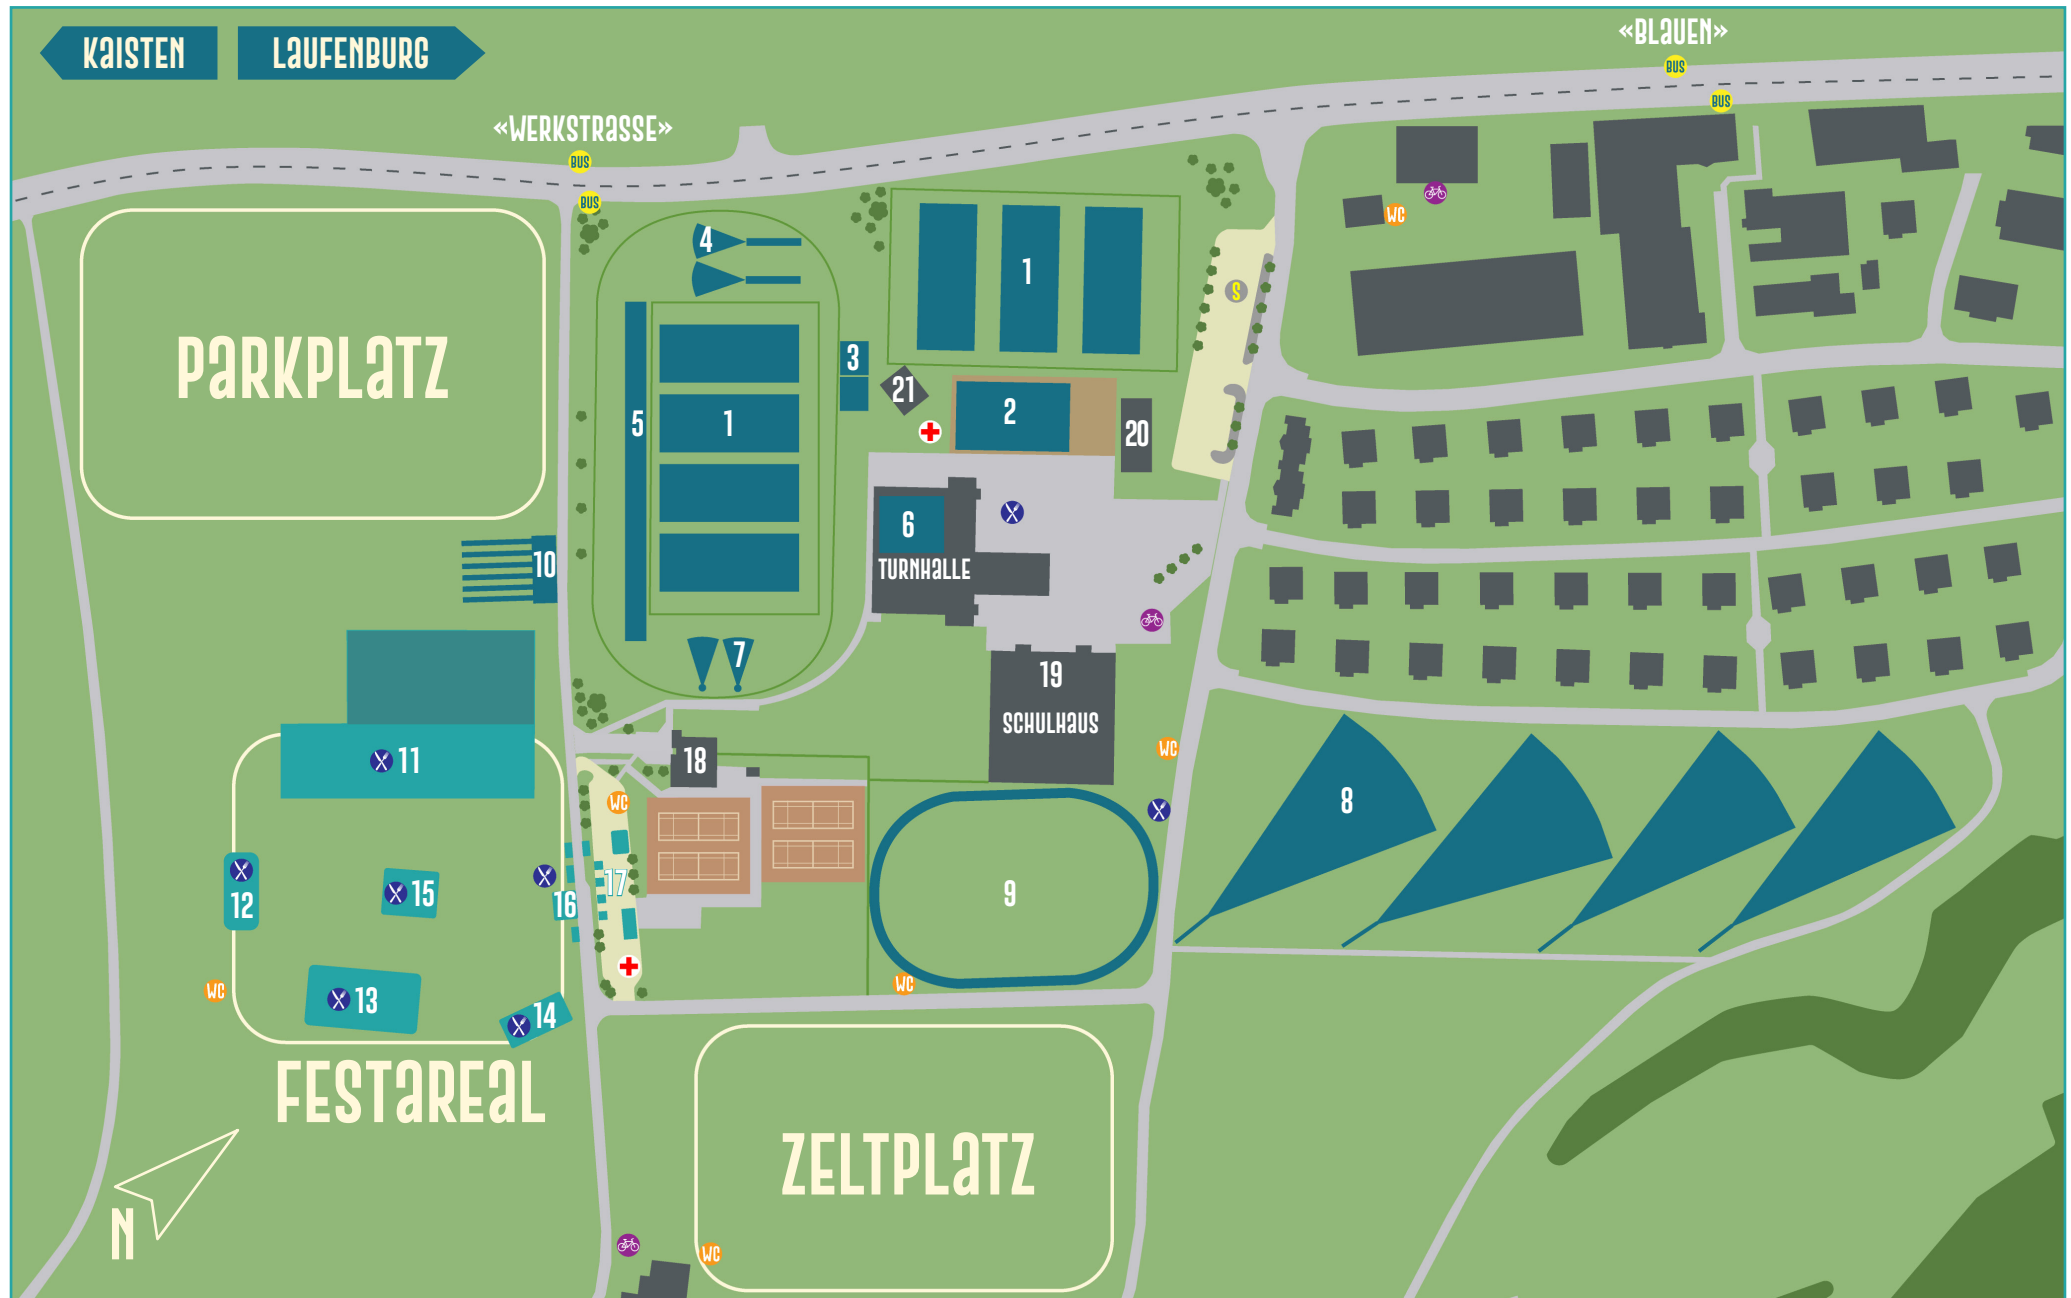 KAISTEN
LAUFENBURG
«BLAUEN»
BUS
BUS
«WERKSTRASSE»
BUS
BUS
WC
4
1
S
PARKPLATZ
3
21
5
1
2
20
6
TURNHALLE
10
7
19
SCHULHAUS
WC
11
18
8
WC
12
15
16
17
9
WC
13
14
WC
FESTAREAL
ZELTPLATZ
N
WC